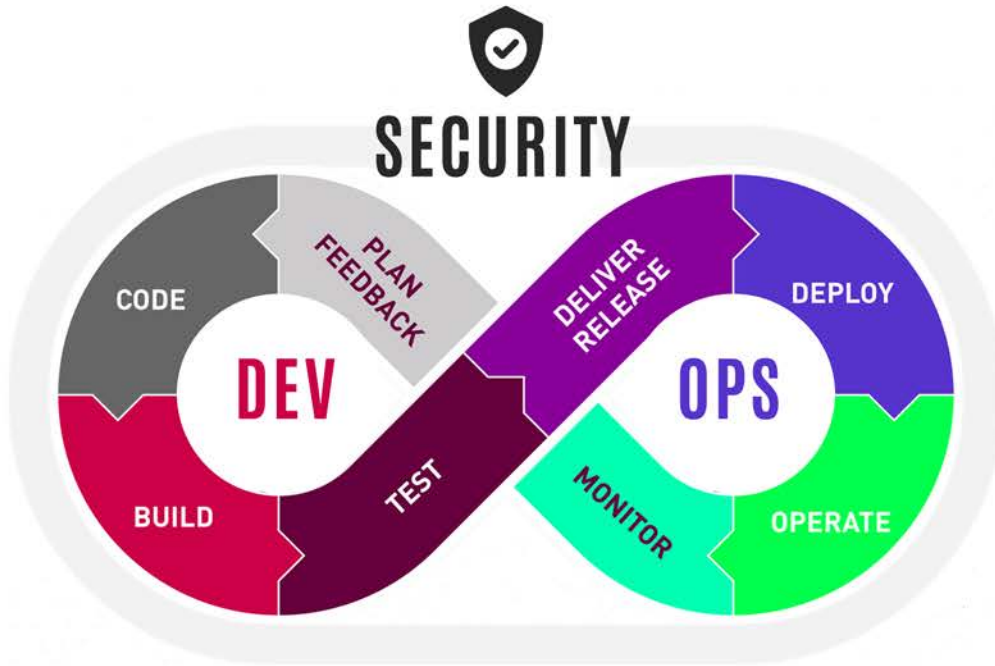 SECURITY
PLAN
FEEDBACK
CODE
DEV
BUILD
TEST
DELIVER
RELEASE
DEPLOY
OPS
OPERATE
MONITOR